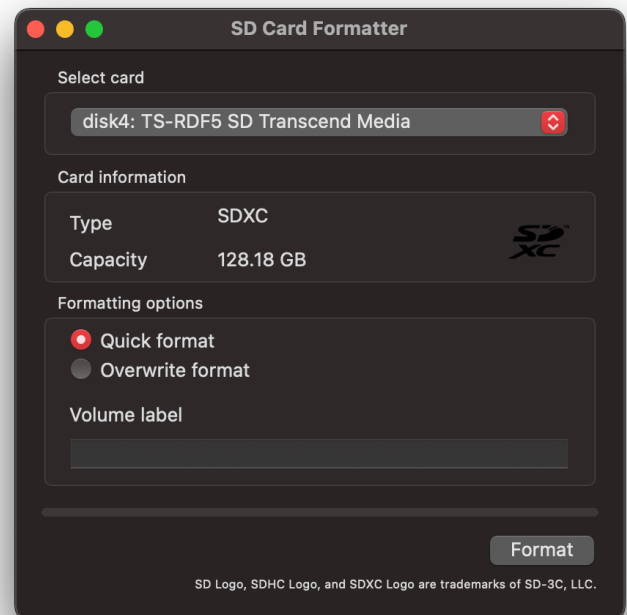 SD Card Formatter
Select card
disk4: TS-RDF5 SD Transcend Media
Card information
Type SDXC
SD XC™
Capacity 128.18 GB
Formatting options
Quick format
Overwrite format
Volume label
Format
SD Logo, SDHC Logo, and SDXC Logo are trademarks of SD-3C, LLC.